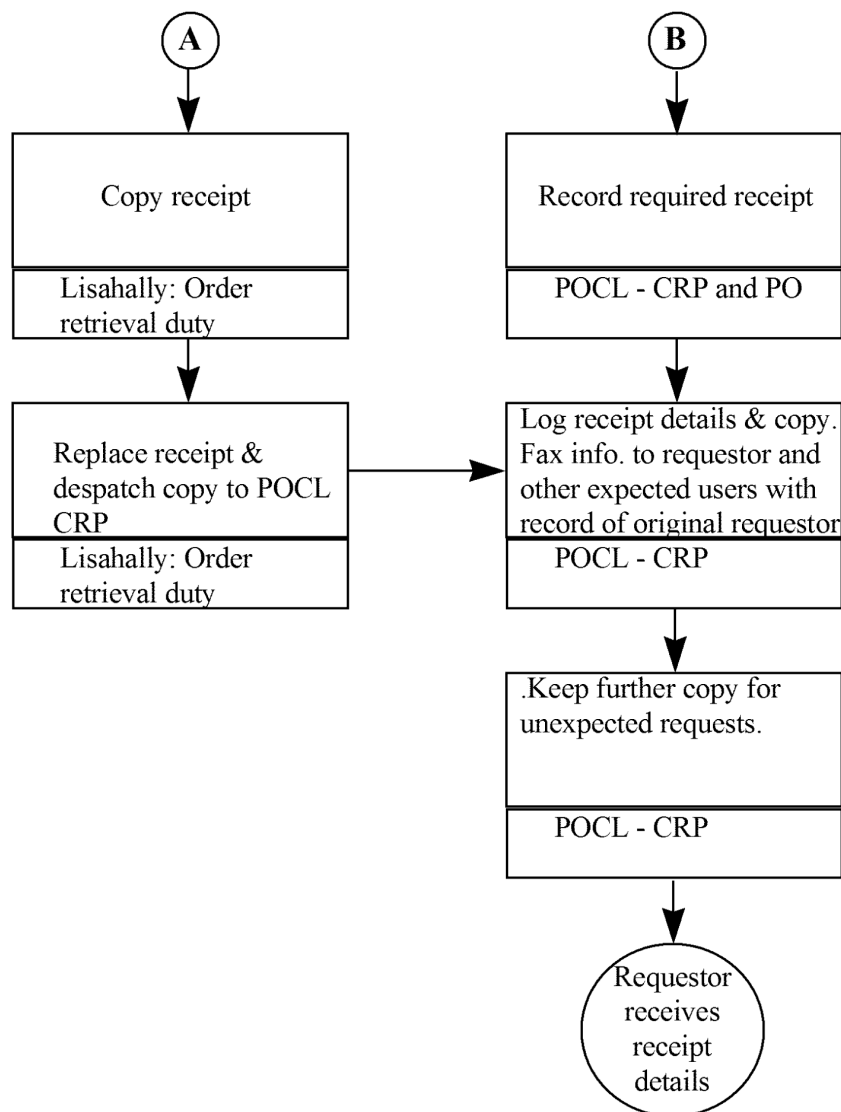 A
Copy receipt
Lisahally: Order
retrieval duty
Replace receipt &
despatch copy to POCL
CRP
Lisahally: Order
retrieval duty
B
Record required receipt
POCL - CRP and PO
Log receipt details & copy.
Fax info. to requestor and
other expected users with
record of original requestor
POCL - CRP
.Keep further copy for
unexpected requests.
POCL - CRP
Requestor
receives
receipt
details